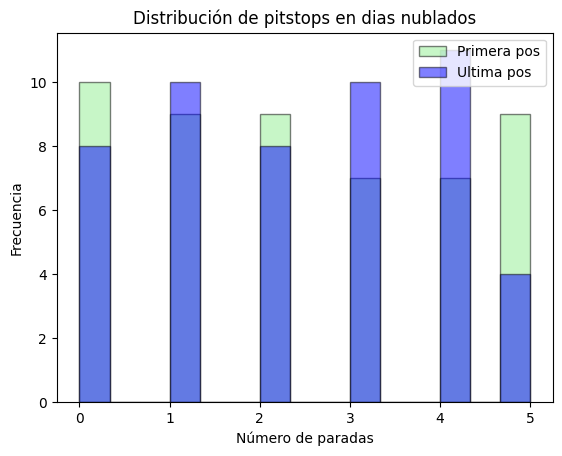 Distribución de pitstops en dias nublados
Primera pos
Ultima pos
Frecuencia
10
8
6
4
2
0
0 1 2 3 4 5
Número de paradas